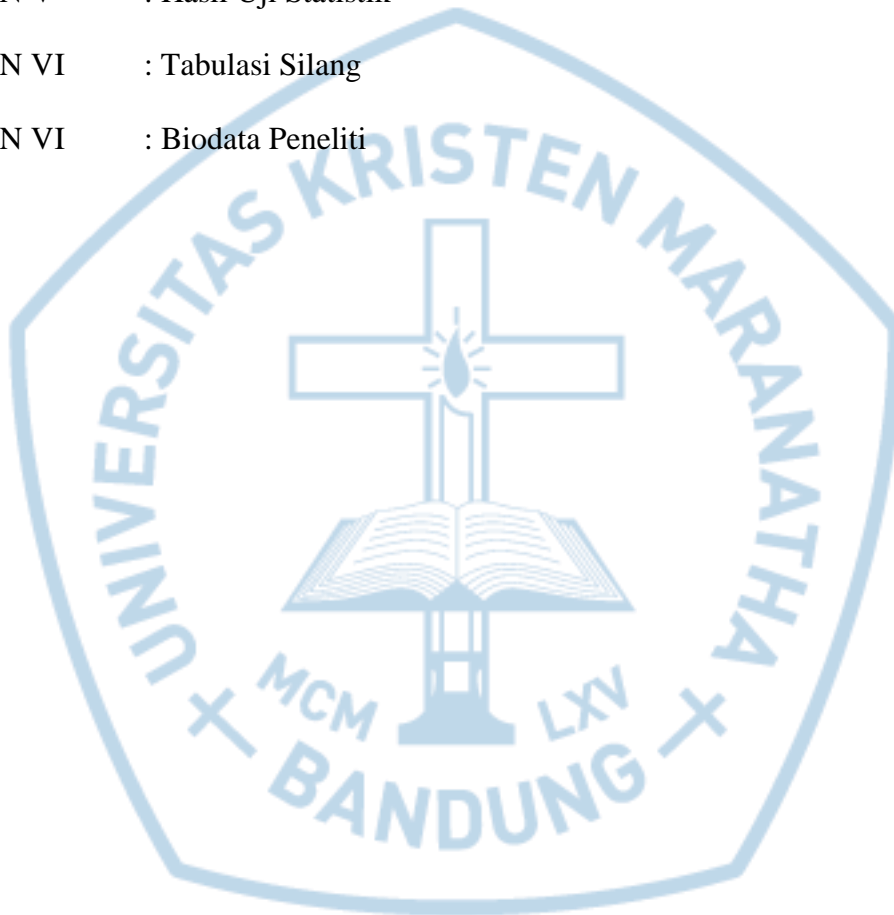 N V : Hasil Uji Statistik
N VI : Tabulasi Silang
N VI : Biodata Peneliti
UNIVERSITAS KRISTEN MARANATHA
MCM LXV
BANDUNG